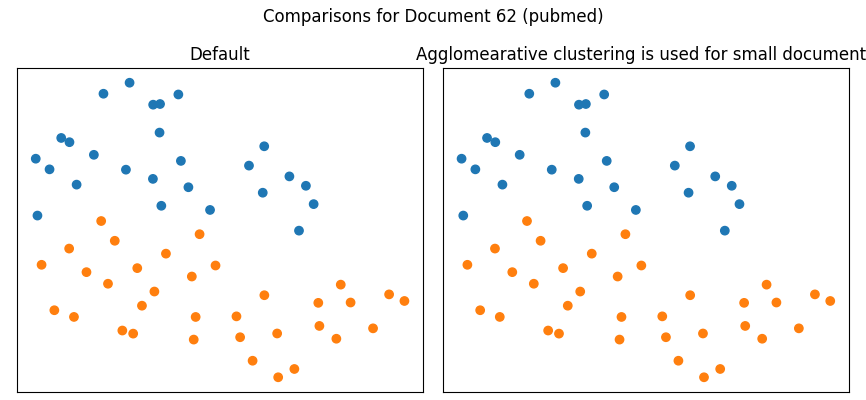 Comparisons for Document 62 (pubmed)
Default
Agglomearative clustering is used for small document